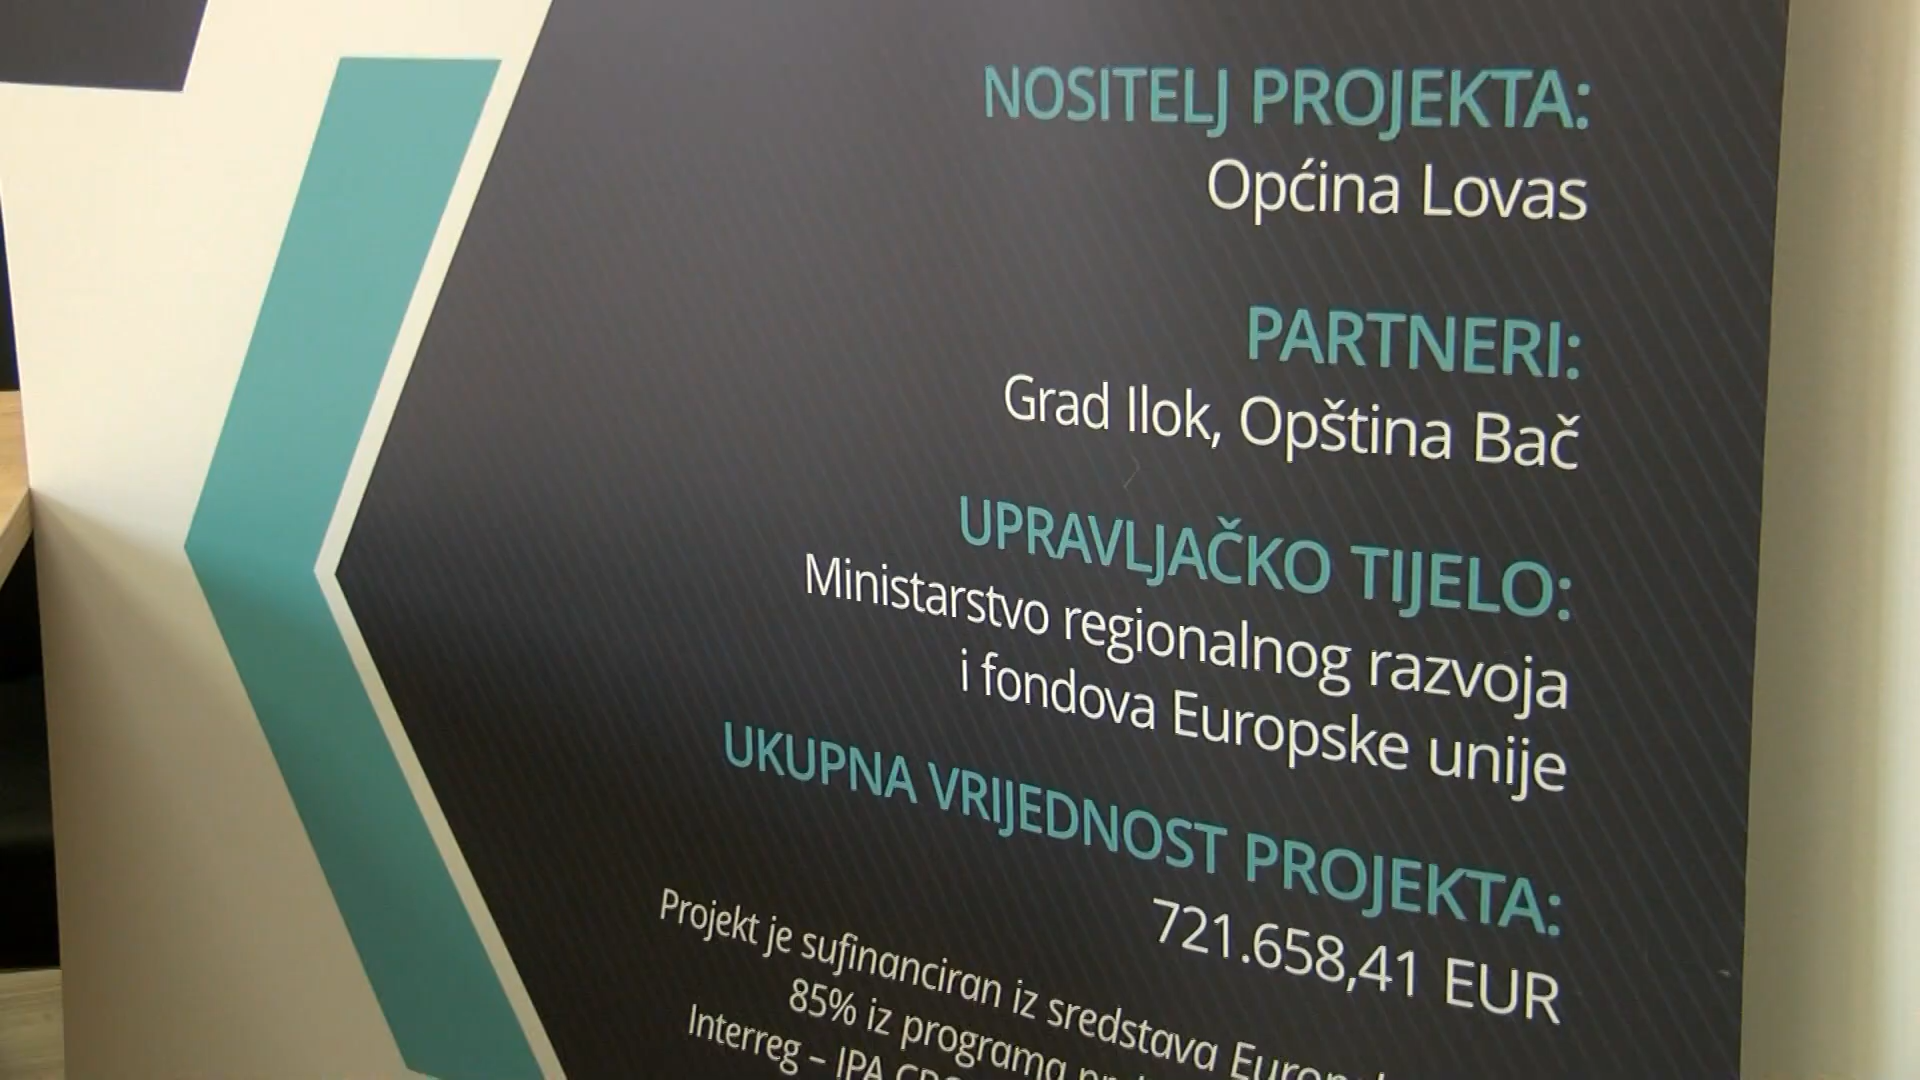 NOSITELJ PROJEKTA:
Općina Lovas
PARTNERI:
Grad Ilok, Opština Bač
UPRAVLJAČKO TIJELO:
Ministarstvo regionalnog razvoja
i fondova Europske unije
UKUPNA VRIJEDNOST PROJEKTA:
721.658,41 EUR
Projekt je sufinanciran iz sredstava
85% iz programa
Interreg – IPA